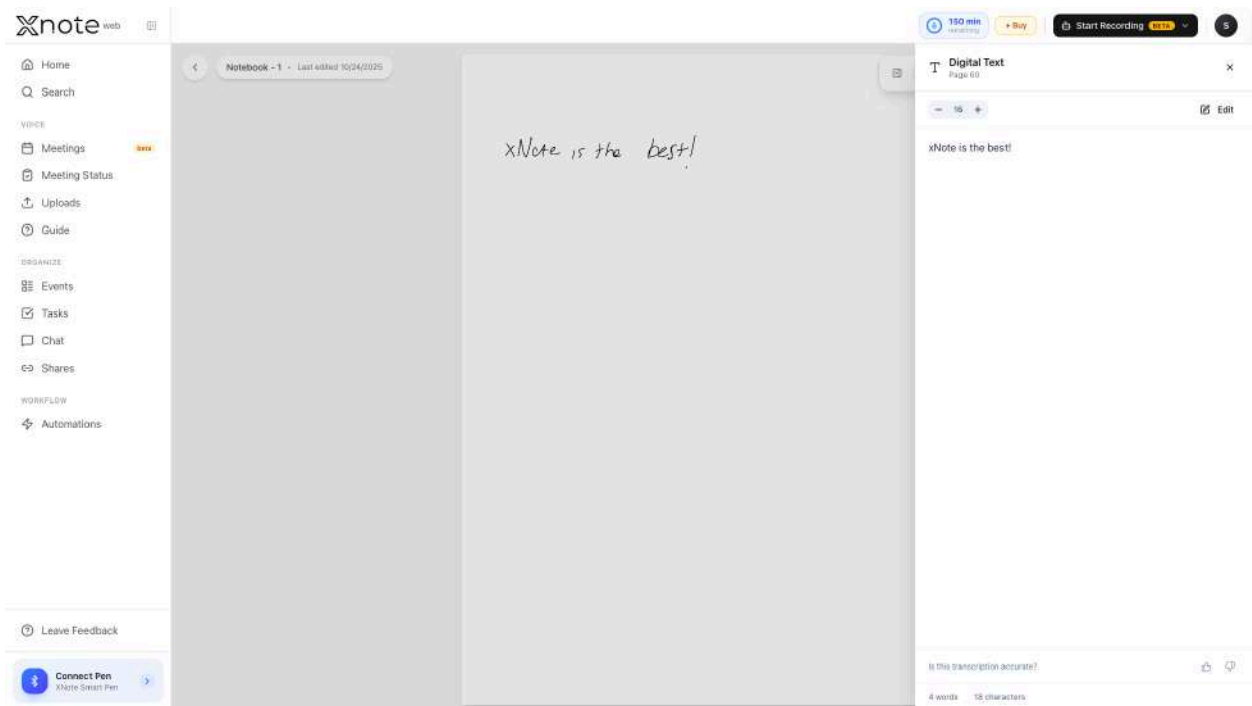 Xnote web
150 min
remaining
+ Buy
Start Recording BETA
S
Home
Search
VOICE
Meetings beta
Meeting Status
Uploads
Guide
ORGANIZE
Events
Tasks
Chat
Shares
WORKFLOW
Automations
Leave Feedback
Connect Pen
XNote Smart Pen
Notebook - 1 - Last edited 10/24/2025
xNote is the best!
T Digital Text
Page 60
16
Edit
xNote is the best!
Is this transcription accurate?
4 words 18 characters